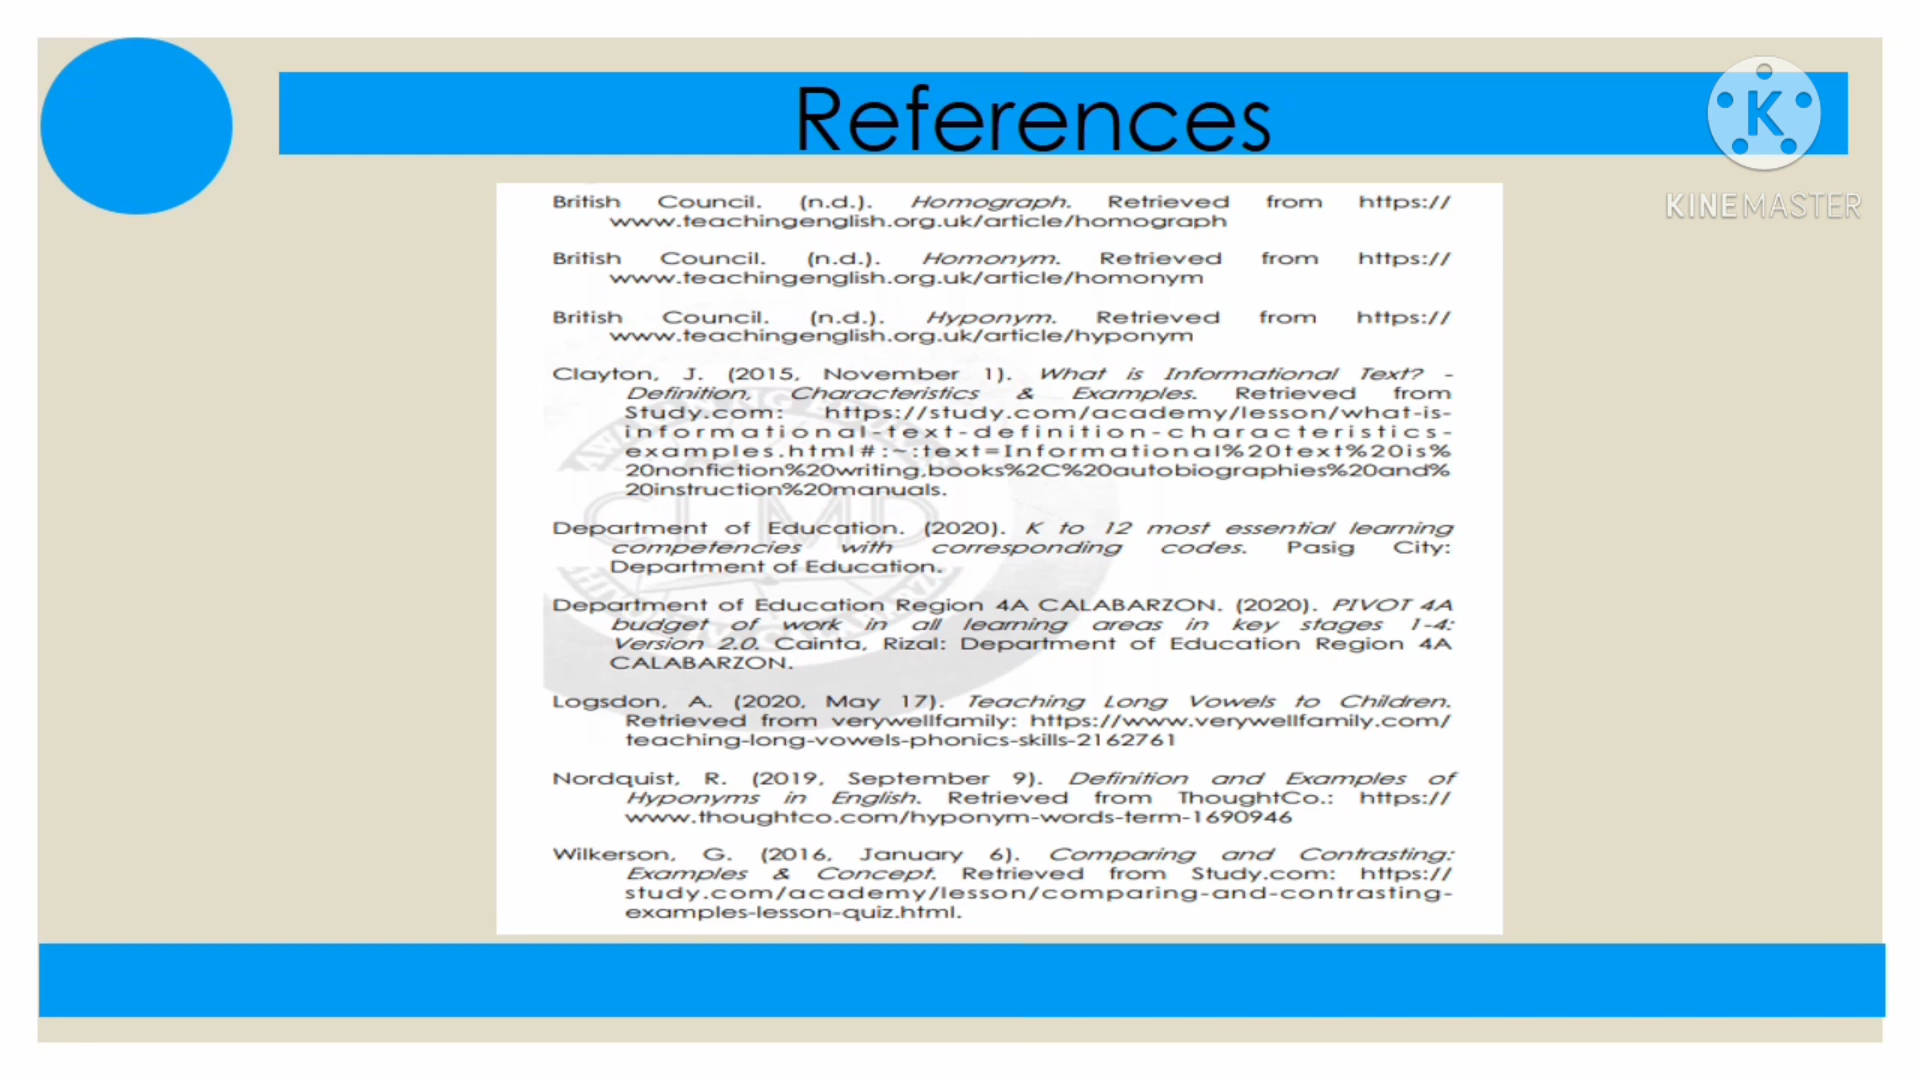 References
K
KINEMASTER
British Council. (n.d.). Homograph. Retrieved from https://
www.teachingenglish.org.uk/article/homograph
British Council. (n.d.). Homonym. Retrieved from https://
www.teachingenglish.org.uk/article/homonym
British Council. (n.d.). Hyponym. Retrieved from https://
www.teachingenglish.org.uk/article/hyponym
Clayton, J. (2015, November 1). What is Informational Text? -
Definition, Characteristics & Examples. Retrieved from
Study.com: https://study.com/academy/lesson/what-is-
informational-text-definition-characteristics-
examples.html#:~:text=Informational%20text%20is%
20nonfiction%20writing,books%2C%20autobiographies%20and%
20instruction%20manuals.
Department of Education. (2020). K to 12 most essential learning
competencies with corresponding codes. Pasig City:
Department of Education.
Department of Education Region 4A CALABARZON. (2020). PIVOT 4A
budget of work in all learning areas in key stages 1-4:
Version 2.0. Cainta, Rizal: Department of Education Region 4A
CALABARZON.
Logsdon, A. (2020, May 17). Teaching Long Vowels to Children.
Retrieved from verywellfamily: https://www.verywellfamily.com/
teaching-long-vowels-phonics-skills-2162761
Nordquist, R. (2019, September 9). Definition and Examples of
Hyponyms in English. Retrieved from ThoughtCo.: https://
www.thoughtco.com/hyponym-words-term-1690946
Wilkerson, G. (2016, January 6). Comparing and Contrasting:
Examples & Concept. Retrieved from Study.com: https://
study.com/academy/lesson/comparing-and-contrasting-
examples-lesson-quiz.html.
CLMD